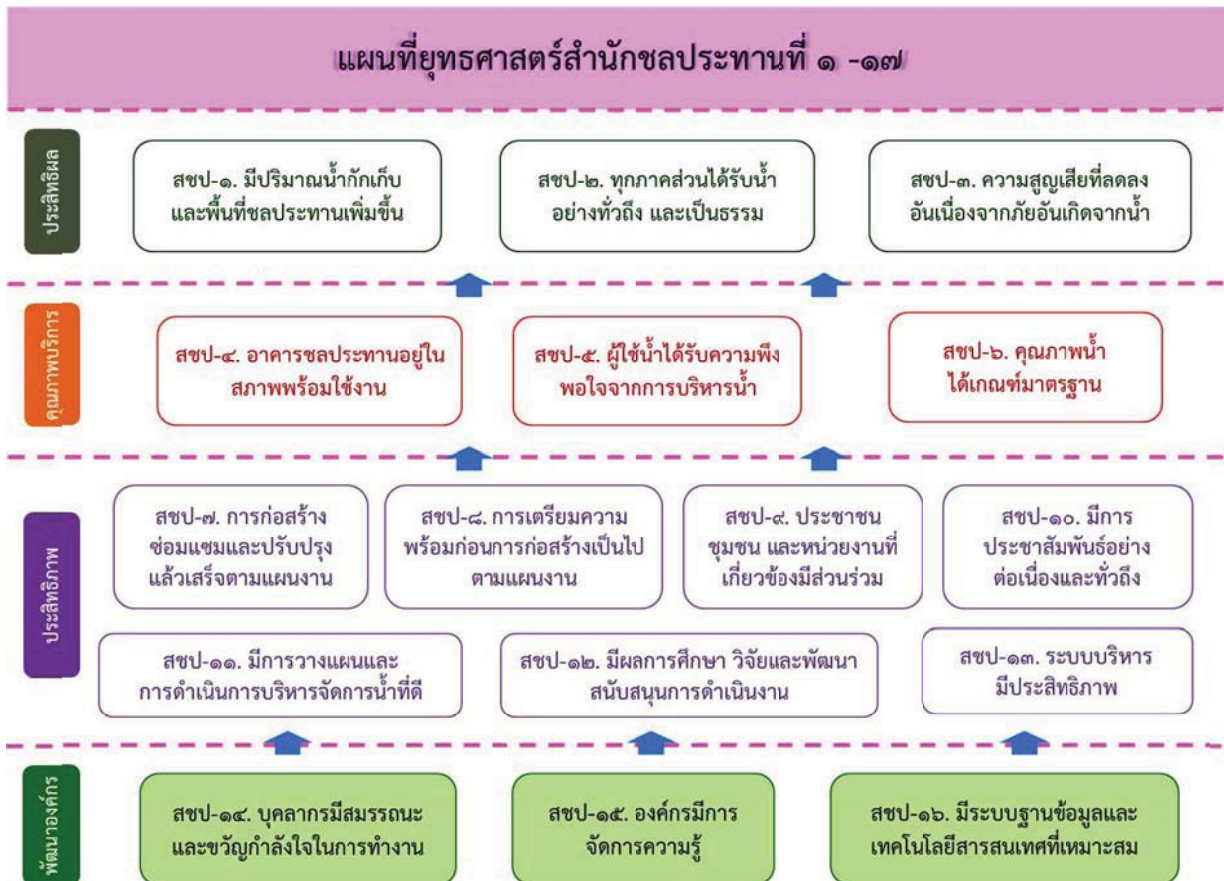 แผนที่ยุทธศาสตร์สำนักชลประทานที่ ๑ -๑๗
ประสิทธิผล
สชป-๑. มีปริมาณน้ำกักเก็บ
และพื้นที่ชลประทานเพิ่มขึ้น
สชป-๒. ทุกภาคส่วนได้รับน้ำ
อย่างทั่วถึง และเป็นธรรม
สชป-๓. ความสูญเสียที่ลดลง
อันเนื่องจากภัยอันเกิดจากน้ำ
คุณภาพบริการ
สชป-๔. อาคารชลประทานอยู่ใน
สภาพพร้อมใช้งาน
สชป-๕. ผู้ใช้น้ำได้รับความพึง
พอใจจากการบริหารน้ำ
สชป-๖. คุณภาพน้ำ
ได้เกณฑ์มาตรฐาน
ประสิทธิภาพ
สชป-๗. การก่อสร้าง
ซ่อมแซมและปรับปรุง
แล้วเสร็จตามแผนงาน
สชป-๘. การเตรียมความ
พร้อมก่อนการก่อสร้างเป็นไป
ตามแผนงาน
สชป-๙. ประชาชน
ชุมชน และหน่วยงานที่
เกี่ยวข้องมีส่วนร่วม
สชป-๑๐. มีการ
ประชาสัมพันธ์อย่าง
ต่อเนื่องและทั่วถึง
สชป-๑๑. มีการวางแผนและ
การดำเนินการบริหารจัดการน้ำที่ดี
สชป-๑๒. มีผลการศึกษา วิจัยและพัฒนา
สนับสนุนการดำเนินงาน
สชป-๑๓. ระบบบริหาร
มีประสิทธิภาพ
พัฒนาองค์กร
สชป-๑๔. บุคลากรมีสมรรถนะ
และขวัญกำลังใจในการทำงาน
สชป-๑๕. องค์กรมีการ
จัดการความรู้
สชป-๑๖. มีระบบฐานข้อมูลและ
เทคโนโลยีสารสนเทศที่เหมาะสม